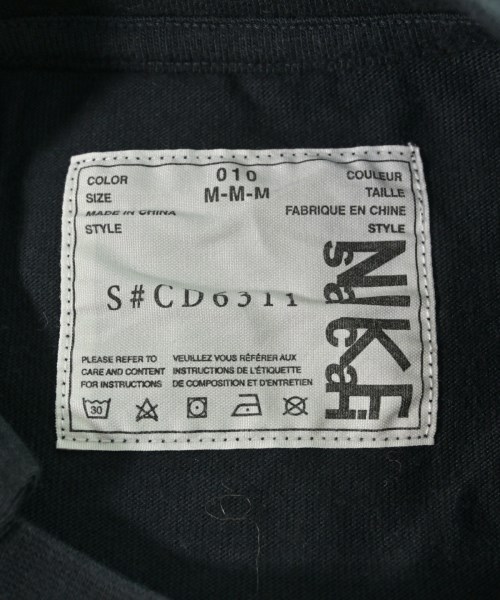 COLOR 010 COULEUR
SIZE M-M-M TAILLE
MADE IN CHINA FABRIQUE EN CHINE
STYLE STYLE
S#CD6311
NIKE
sacai
PLEASE REFER TO
CARE AND CONTENT
FOR INSTRUCTIONS
VEUILLEZ VOUS RÉFÉRER AUX
INSTRUCTIONS DE L'ÉTIQUETTE
DE COMPOSITION ET D'ENTRETIEN
30